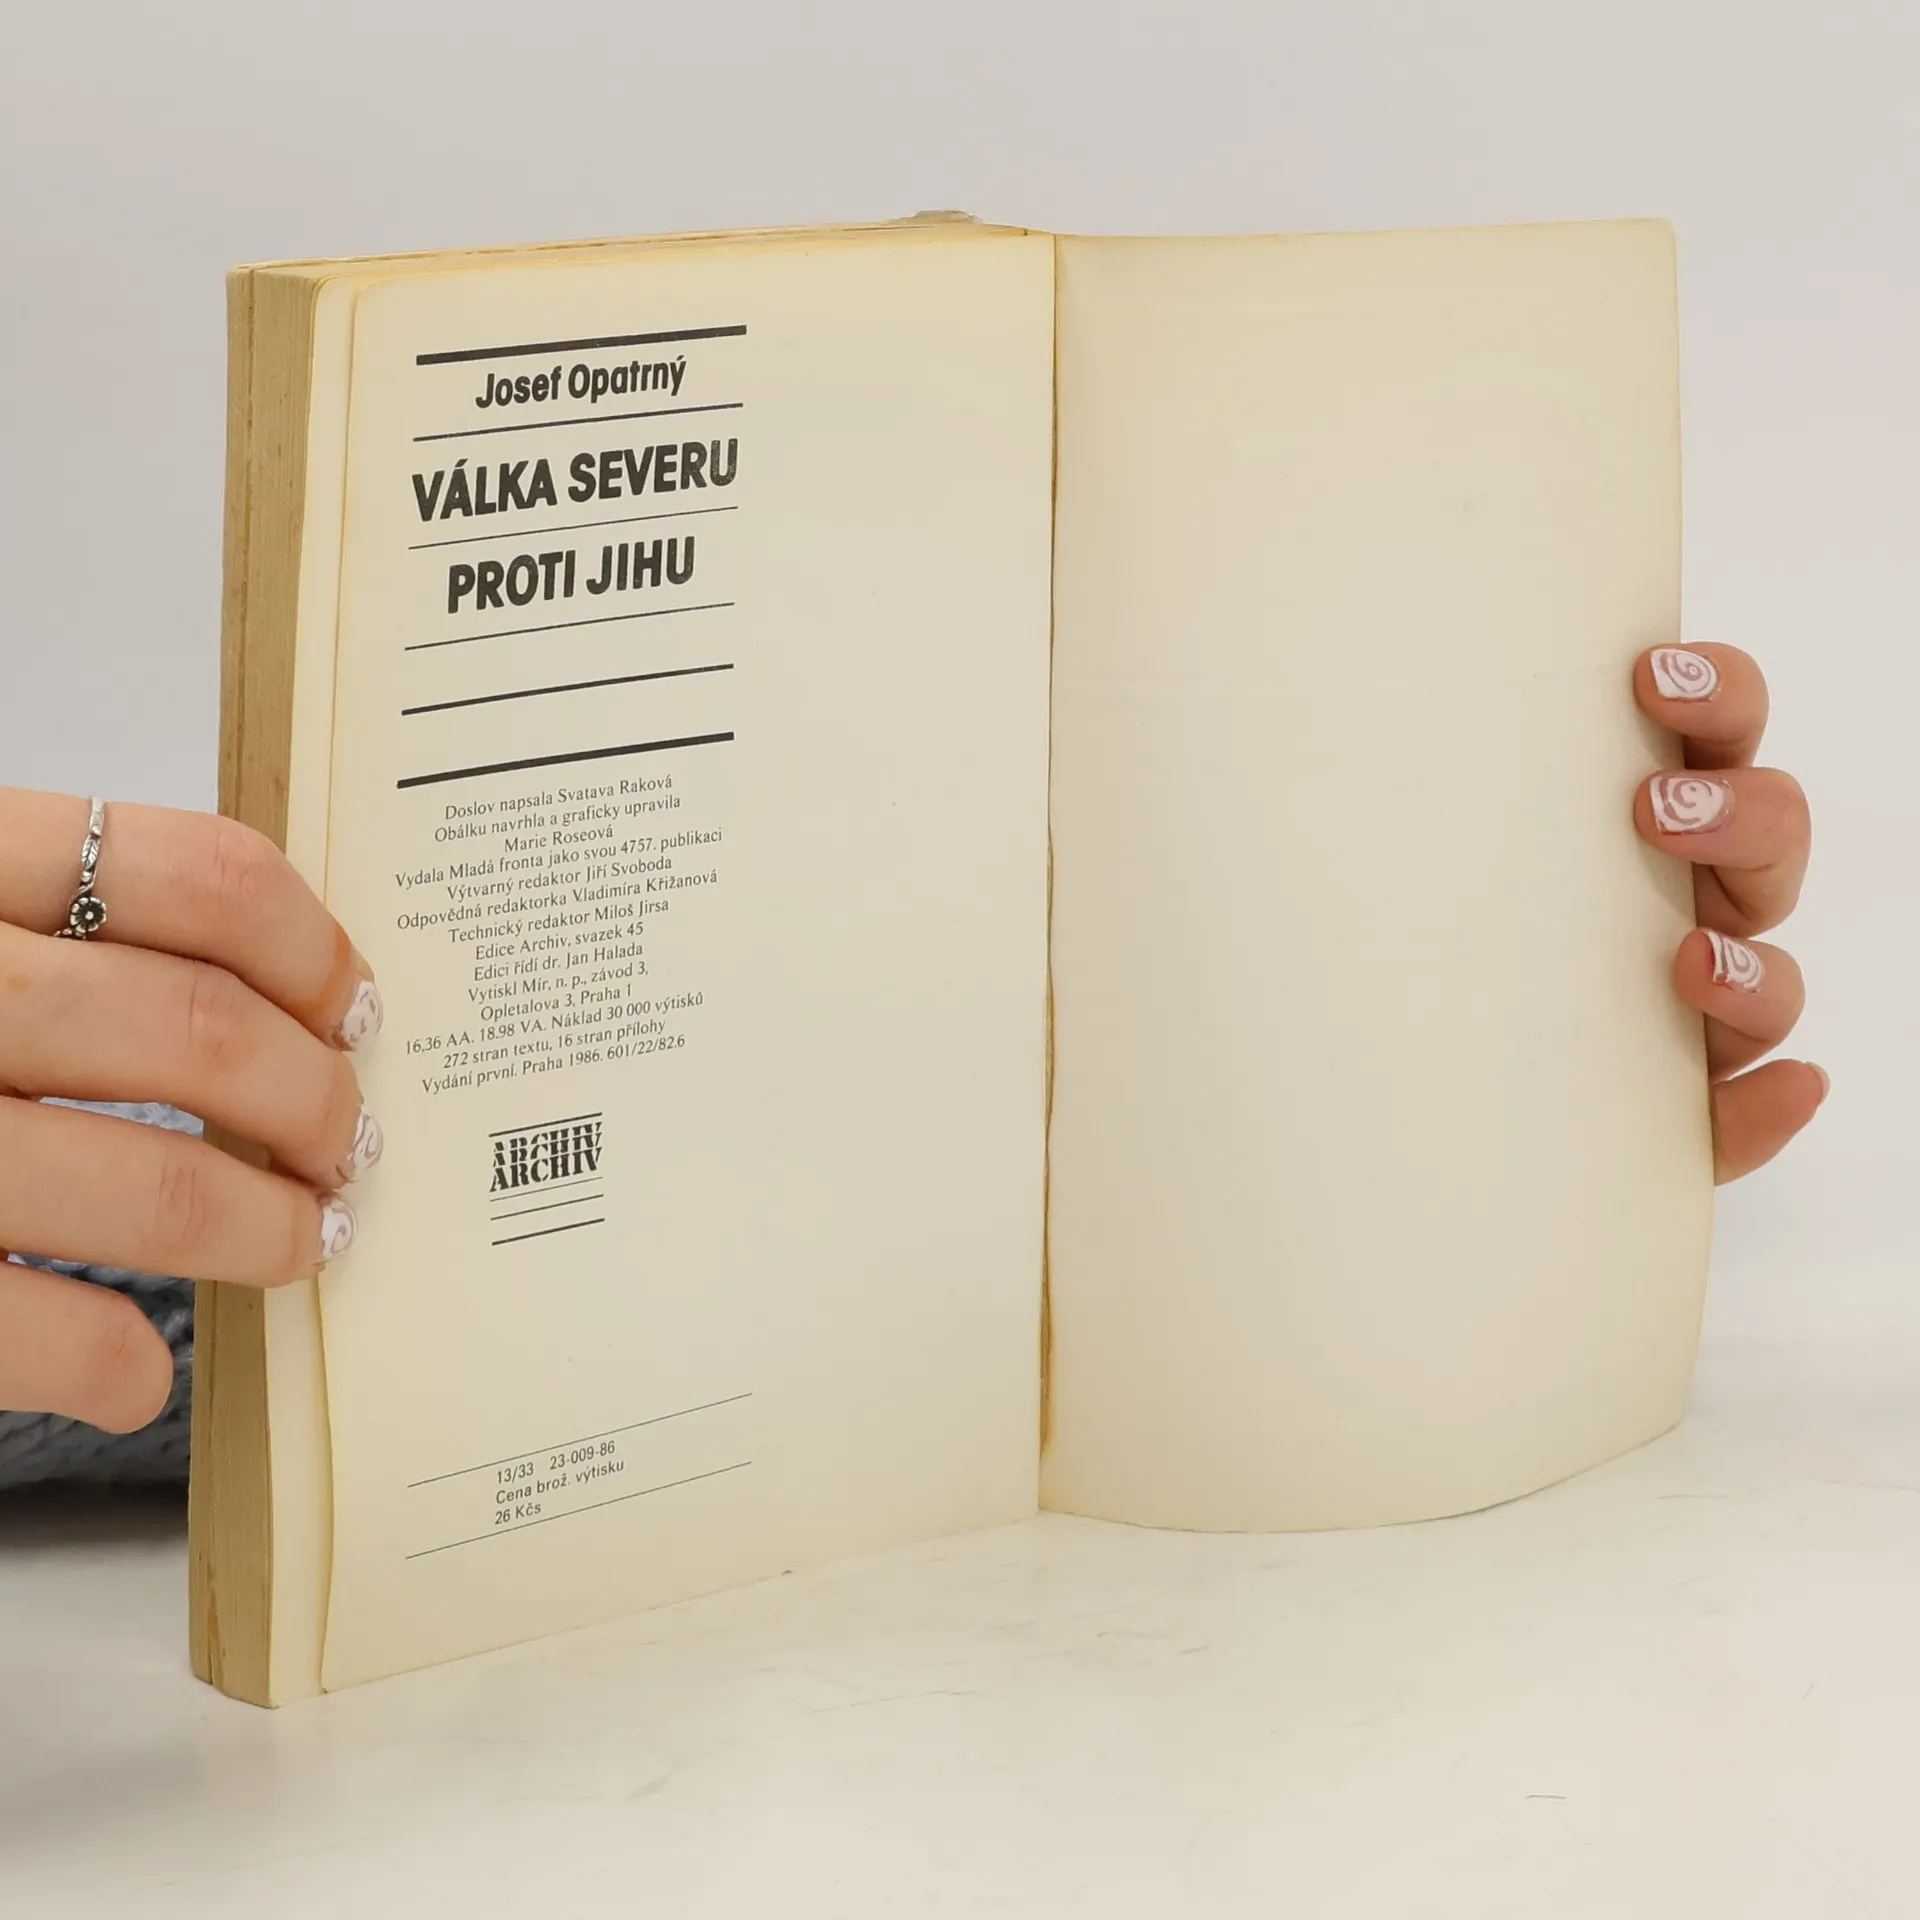 Josef Opatrný
VÁLKA SEVERU
PROTI JIHU
Doslov napsala Svatava Raková
Obálku navrhla a graficky upravila
Marie Roseová
Vydala Mladá fronta jako svou 4757. publikaci
Výtvarný redaktor Jiří Svoboda
Odpovědná redaktorka Vladimíra Křižanová
Technický redaktor Miloš Jirsa
Edice Archiv, svazek 45
Edici řídí dr. Jan Halada
Vytiskl Mír, n. p., závod 3,
Opletalova 3, Praha 1
16,36 AA. 18.98 VA. Náklad 30 000 výtisků
272 stran textu, 16 stran přílohy
Vydání první. Praha 1986. 601/22/82.6
ARCHIV
ARCHIV
ARCHIV
13/33 23-009-86
Cena brož. výtisku
26 Kčs